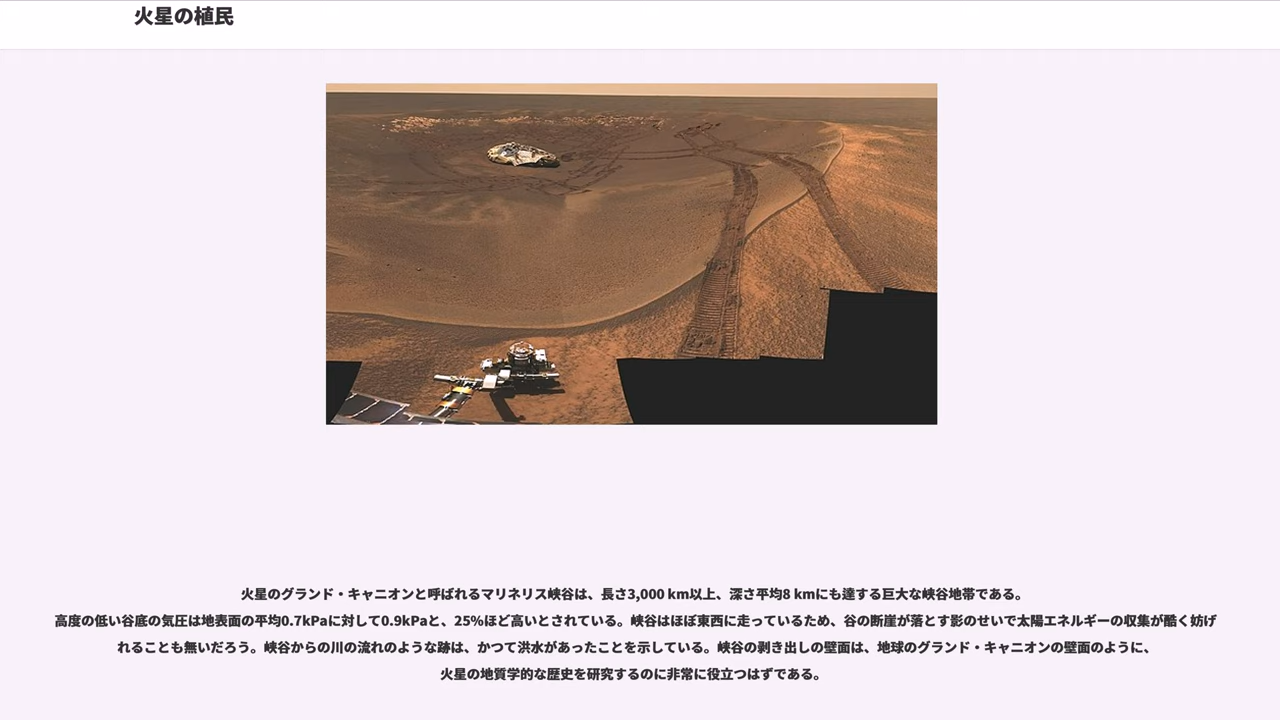 火星の植民
火星のグランド・キャニオンと呼ばれるマリネリス峡谷は、長さ3,000 km以上、深さ平均8 kmにも達する巨大な峡谷地帯である。
高度の低い谷底の気圧は地表面の平均0.7kPaに対して0.9kPaと、25%ほど高いとされている。峡谷はほぼ東西に走っているため、谷の断崖が落とす影のせいで太陽エネルギーの収集が酷く妨げ
れることも無いだろう。峡谷からの川の流れのような跡は、かつて洪水があったことを示している。峡谷の剥き出しの壁面は、地球のグランド・キャニオンの壁面のように、
火星の地質学的な歴史を研究するのに非常に役立つはずである。